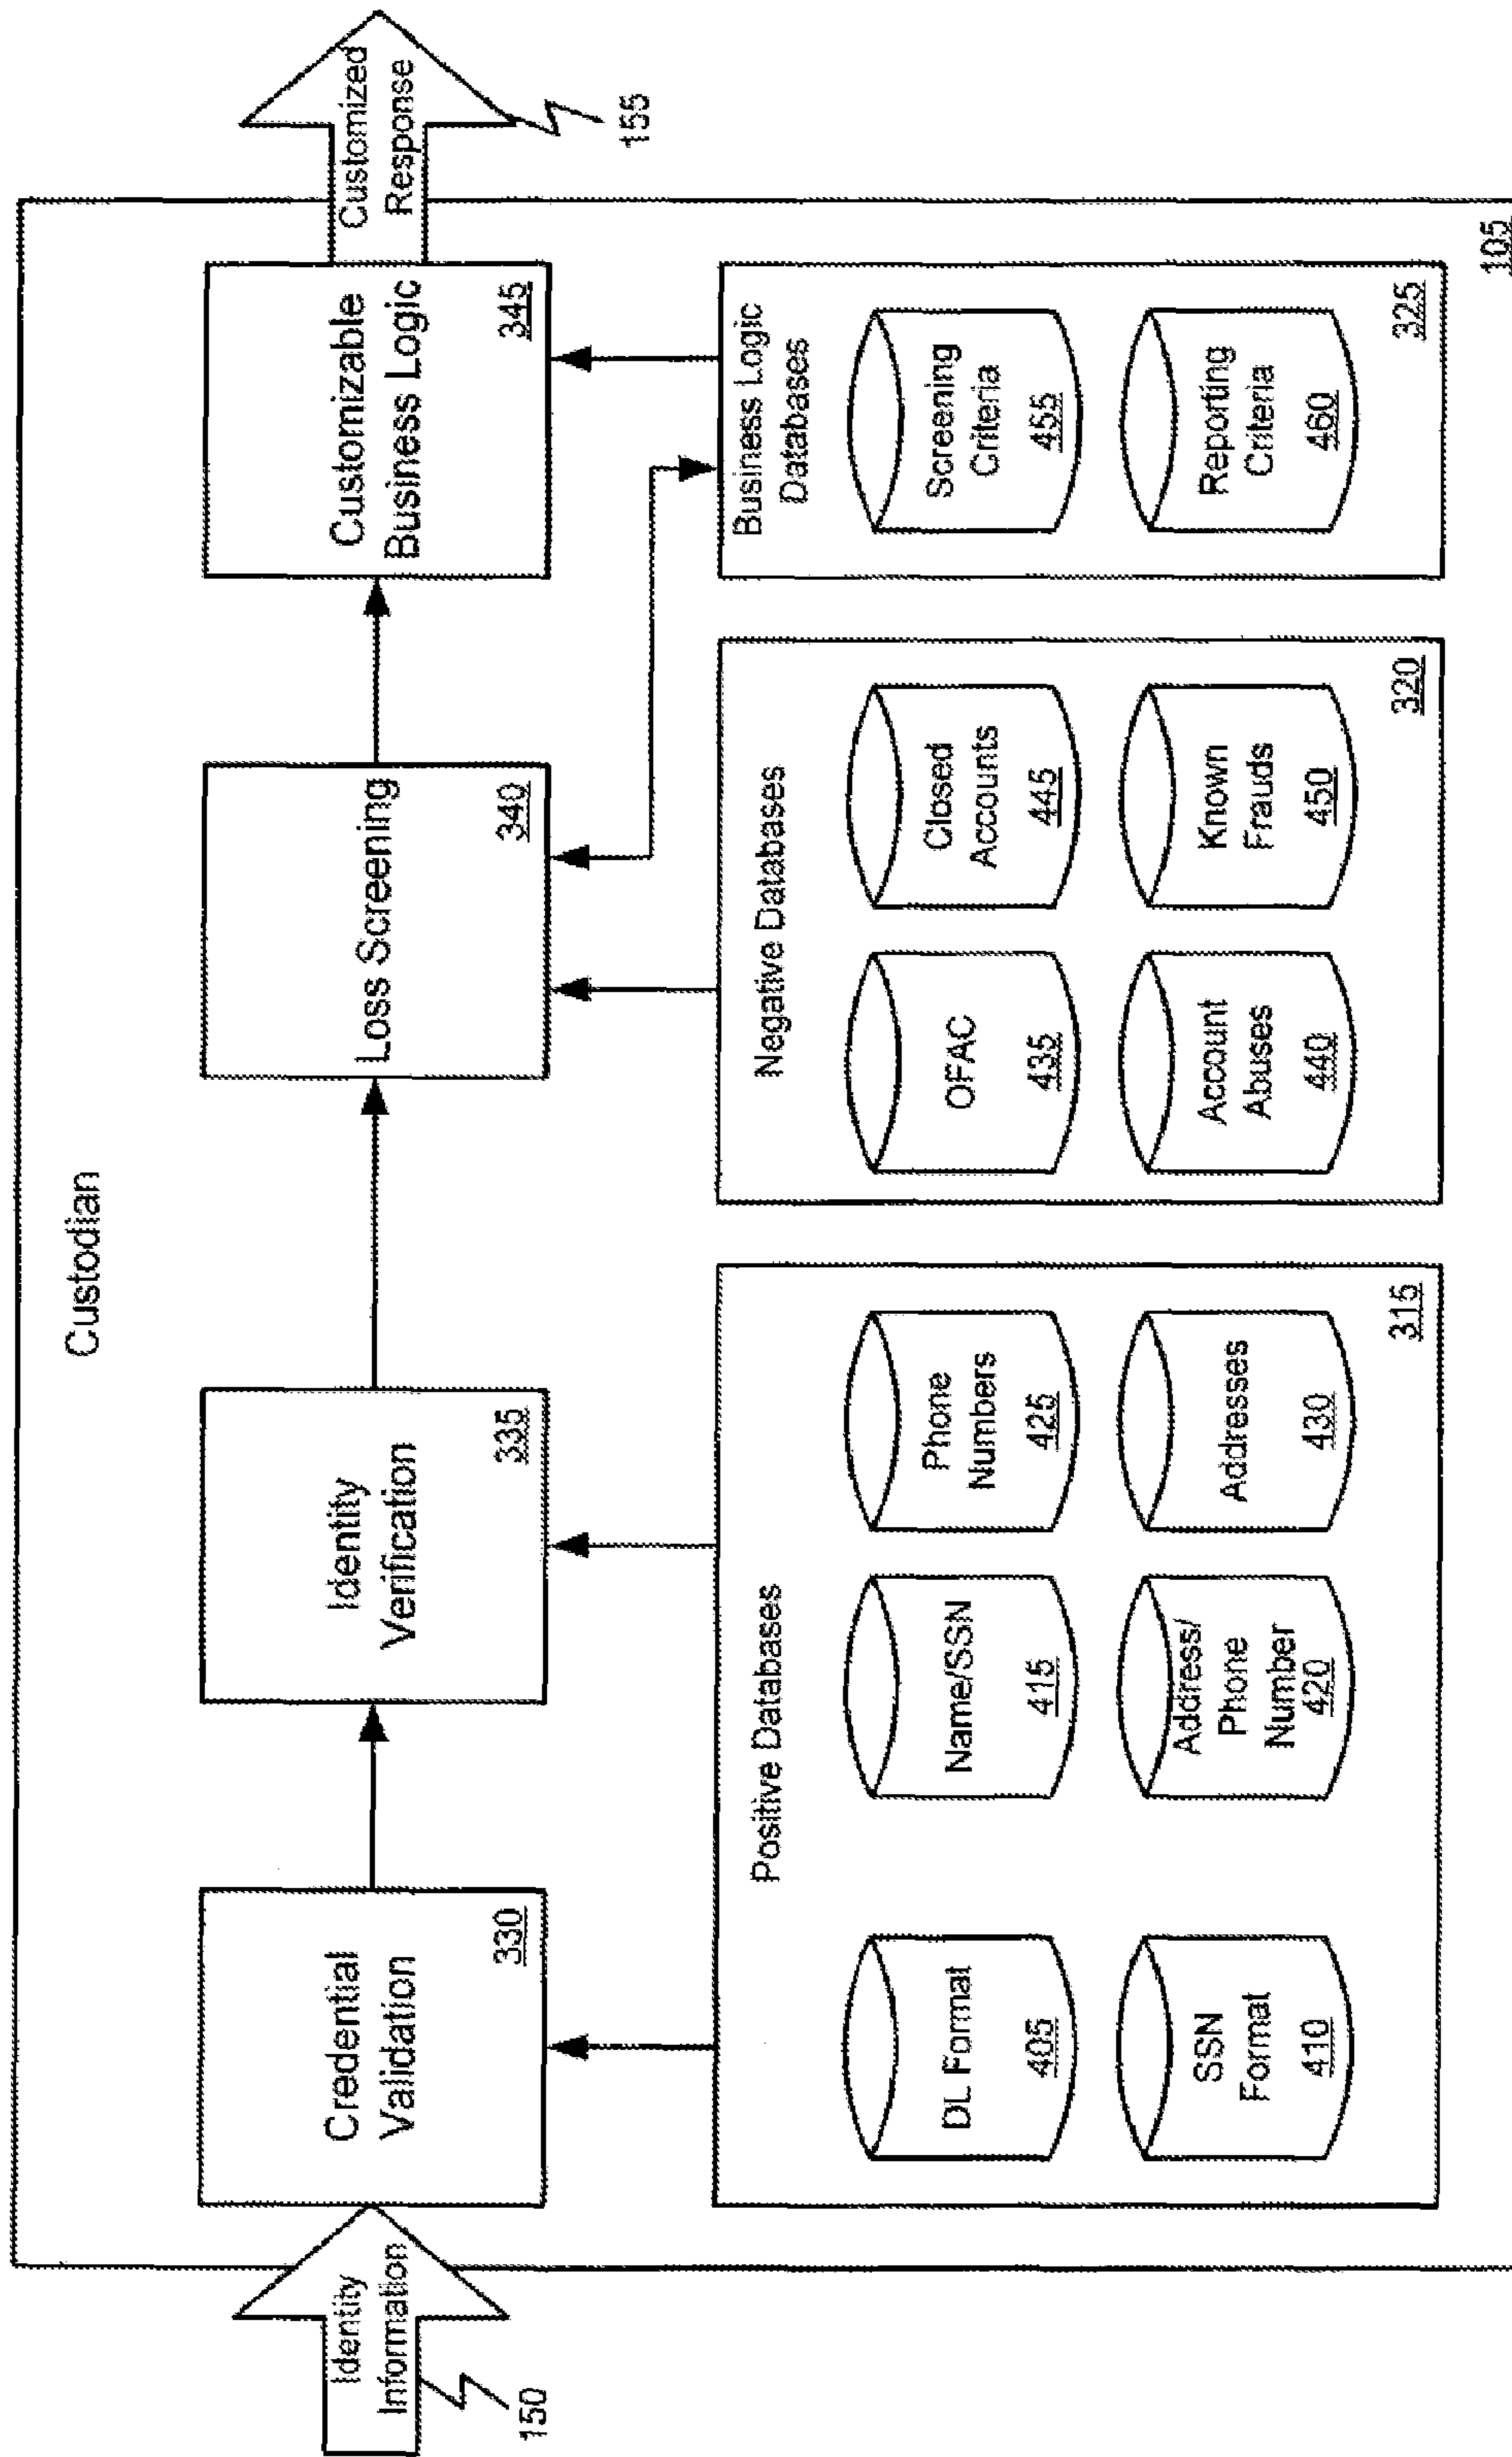 Custodian
Identity
Information
150
Credential
Validation
330
Identity
Verification
335
Loss Screening
340
Customizable
Business Logic
345
Customized
Response
155
Positive Databases
DL Format
405
SSN
Format
410
Name/SSN
415
Address/
Phone
Number
420
Phone
Numbers
425
Addresses
430
315
Negative Databases
OFAC
435
Account
Abuses
440
Closed
Accounts
445
Known
Frauds
450
320
Business Logic
Databases
Screening
Criteria
455
Reporting
Criteria
460
325
105